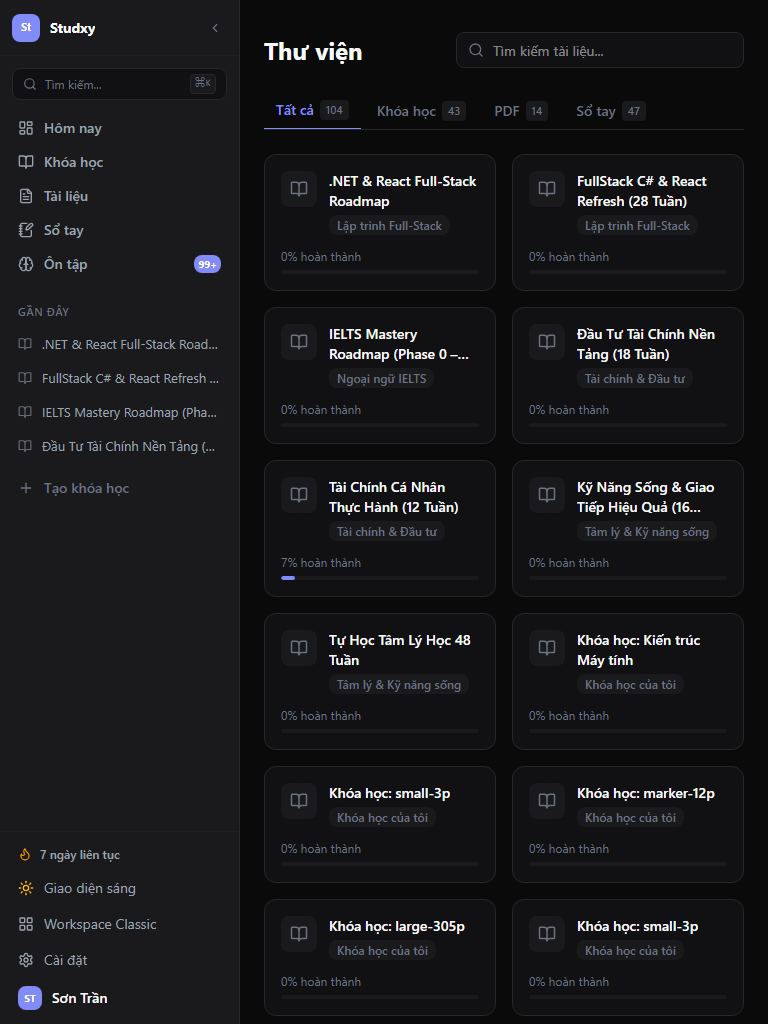 St Studxy
Tìm kiếm... ⌘K
Hôm nay
Khóa học
Tài liệu
Sổ tay
Ôn tập 99+
GẦN ĐÂY
.NET & React Full-Stack Road...
FullStack C# & React Refresh ...
IELTS Mastery Roadmap (Pha...
Đầu Tư Tài Chính Nền Tảng (...
Tạo khóa học
7 ngày liên tục
Giao diện sáng
Workspace Classic
Cài đặt
ST Sơn Trần
Thư viện
Tìm kiếm tài liệu...
Tất cả 104 Khóa học 43 PDF 14 Sổ tay 47
.NET & React Full-Stack
Roadmap
Lập trình Full-Stack
0% hoàn thành
FullStack C# & React
Refresh (28 Tuần)
Lập trình Full-Stack
0% hoàn thành
IELTS Mastery
Roadmap (Phase 0 –...
Ngoại ngữ IELTS
0% hoàn thành
Đầu Tư Tài Chính Nền
Tảng (18 Tuần)
Tài chính & Đầu tư
0% hoàn thành
Tài Chính Cá Nhân
Thực Hành (12 Tuần)
Tài chính & Đầu tư
7% hoàn thành
Kỹ Năng Sống & Giao
Tiếp Hiệu Quả (16...
Tâm lý & Kỹ năng sống
0% hoàn thành
Tự Học Tâm Lý Học 48
Tuần
Tâm lý & Kỹ năng sống
0% hoàn thành
Khóa học: Kiến trúc
Máy tính
Khóa học của tôi
0% hoàn thành
Khóa học: small-3p
Khóa học của tôi
0% hoàn thành
Khóa học: marker-12p
Khóa học của tôi
0% hoàn thành
Khóa học: large-305p
Khóa học của tôi
0% hoàn thành
Khóa học: small-3p
Khóa học của tôi
0% hoàn thành